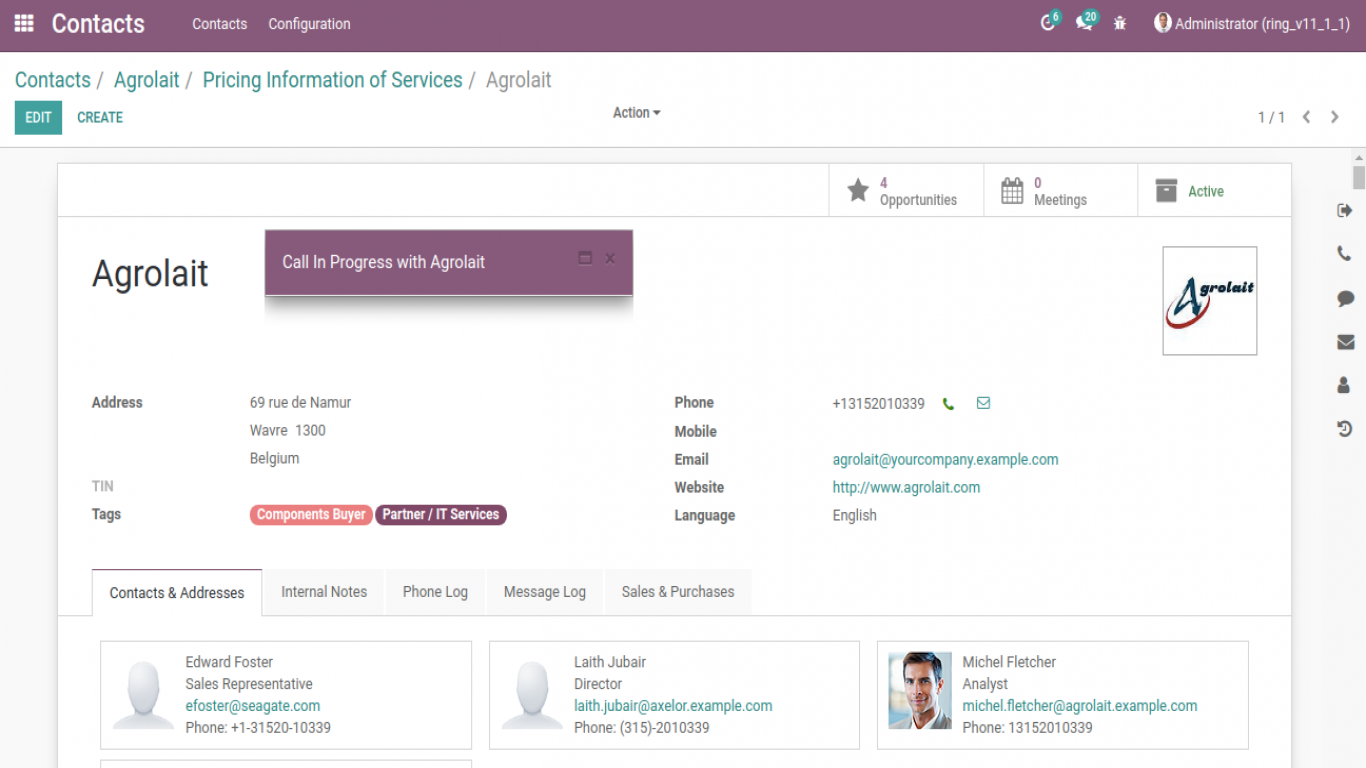 Contacts Contacts Configuration 6 20 Administrator (ring_v11_1_1)
Contacts / Agrolait / Pricing Information of Services / Agrolait
EDIT CREATE Action 1 / 1
4 Opportunities 0 Meetings Active
Agrolait
Call In Progress with Agrolait x
Agrolait
Address 69 rue de Namur
Wavre 1300
Belgium
TIN
Tags Components Buyer Partner / IT Services
Phone +13152010339
Mobile
Email agrolait@yourcompany.example.com
Website http://www.agrolait.com
Language English
Contacts & Addresses Internal Notes Phone Log Message Log Sales & Purchases
Edward Foster
Sales Representative
efoster@seagate.com
Phone: +1-31520-10339
Laith Jubair
Director
laith.jubair@axelor.example.com
Phone: (315)-2010339
Michel Fletcher
Analyst
michel.fletcher@agrolait.example.com
Phone: 13152010339